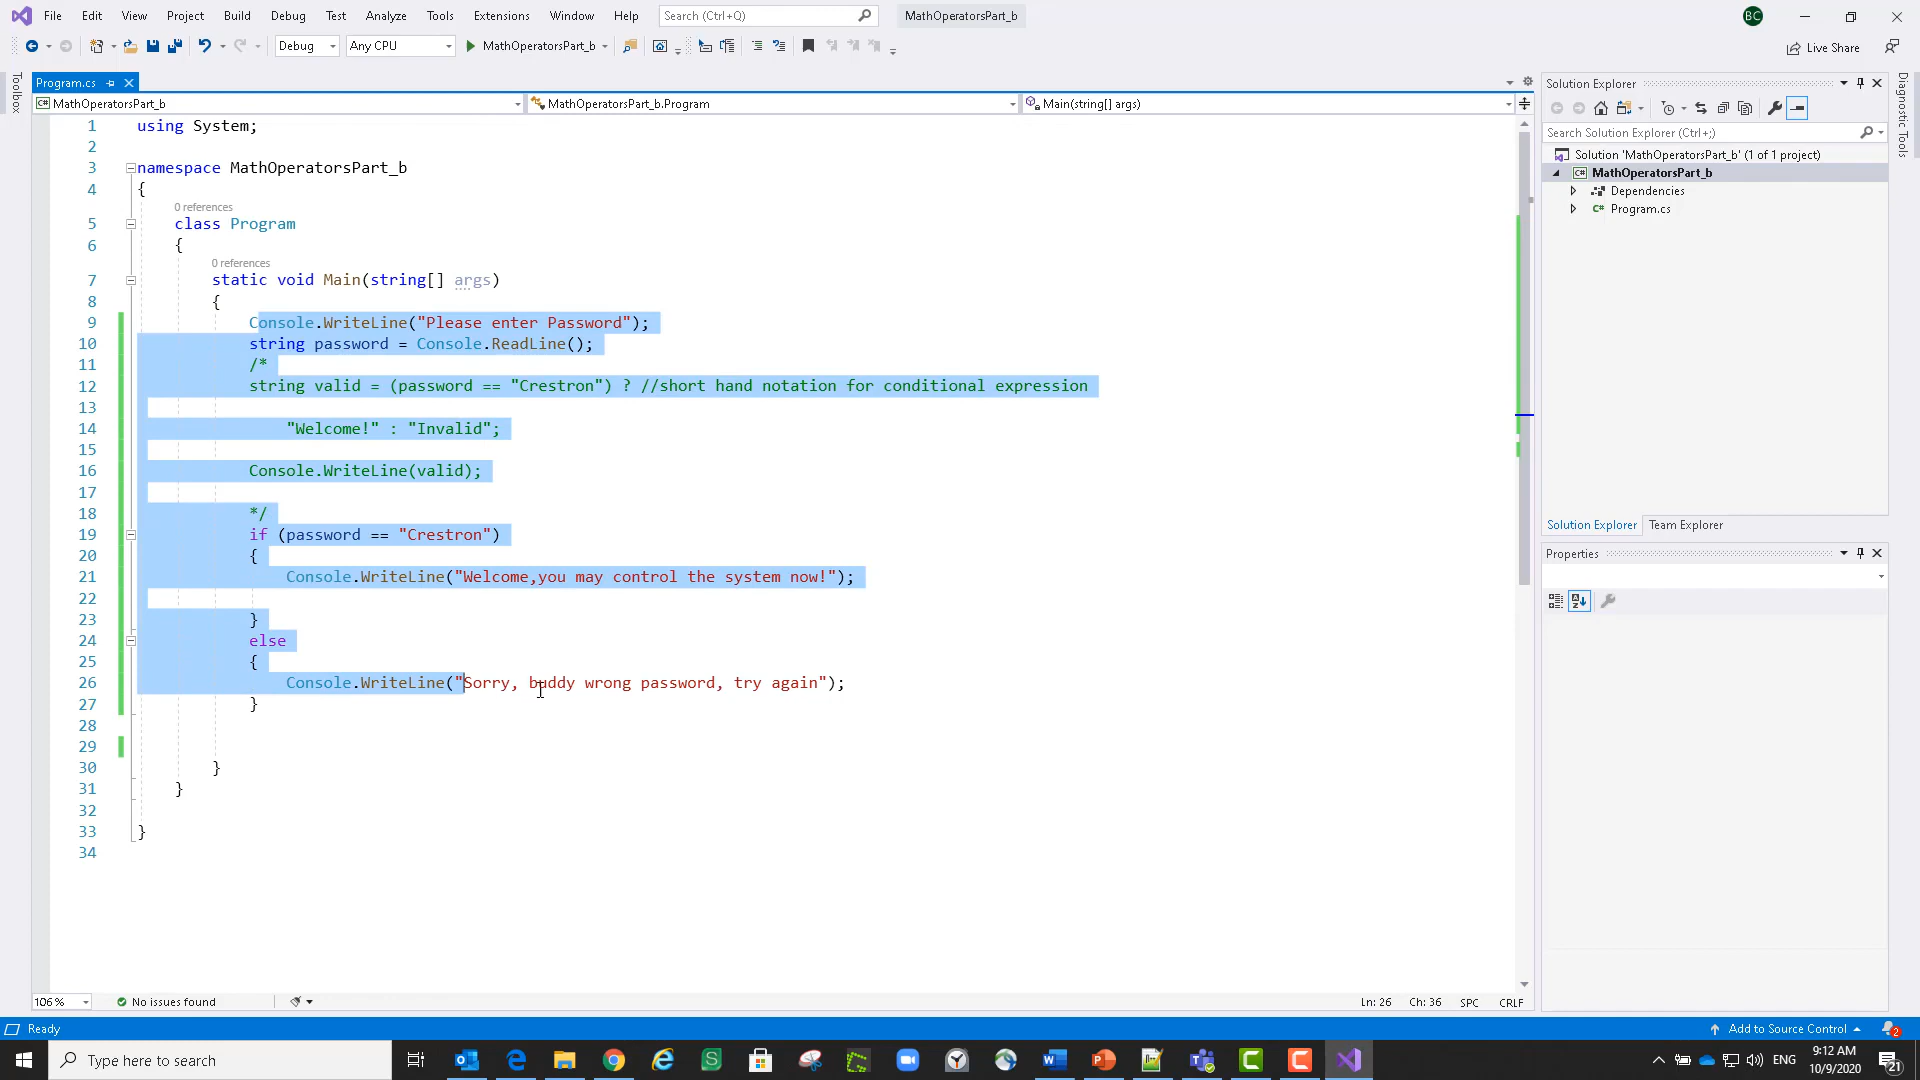 File Edit View Project Build Debug Test Analyze Tools Extensions Window Help Search (Ctrl+Q) MathOperatorsPart_b BC
Debug Any CPU MathOperatorsPart_b Live Share
Toolbox
Program.cs
MathOperatorsPart_b MathOperatorsPart_b.Program Main(string[] args)
1 using System;
2
3 namespace MathOperatorsPart_b
4 {
0 references
5 class Program
6 {
0 references
7 static void Main(string[] args)
8 {
9 Console.WriteLine("Please enter Password");
10 string password = Console.ReadLine();
11 /*
12 string valid = (password == "Crestron") ? //short hand notation for conditional expression
13
14 "Welcome!" : "Invalid";
15
16 Console.WriteLine(valid);
17
18 */
19 if (password == "Crestron")
20 {
21 Console.WriteLine("Welcome,you may control the system now!");
22
23 }
24 else
25 {
26 Console.WriteLine("Sorry, buddy wrong password, try again");
27 }
28
29
30 }
31 }
32
33 }
34
106 % No issues found Ln: 26 Ch: 36 SPC CRLF
Solution Explorer
Search Solution Explorer (Ctrl+;)
Solution 'MathOperatorsPart_b' (1 of 1 project)
C# MathOperatorsPart_b
Dependencies
C# Program.cs
Solution Explorer Team Explorer
Properties
Diagnostic Tools
Ready Add to Source Control 2
Type here to search
ENG 9:12 AM
10/9/2020 21